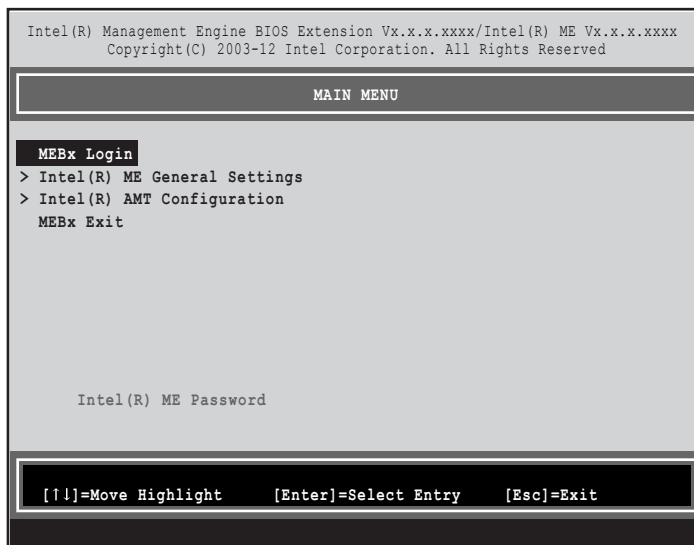 Intel(R) Management Engine BIOS Extension Vx.x.x.xxxx/Intel(R) ME Vx.x.x.xxxx
Copyright(C) 2003-12 Intel Corporation. All Rights Reserved
MAIN MENU
MEBx Login
> Intel(R) ME General Settings
> Intel(R) AMT Configuration
MEBx Exit
Intel(R) ME Password
[↑↓]=Move Highlight [Enter]=Select Entry [Esc]=Exit